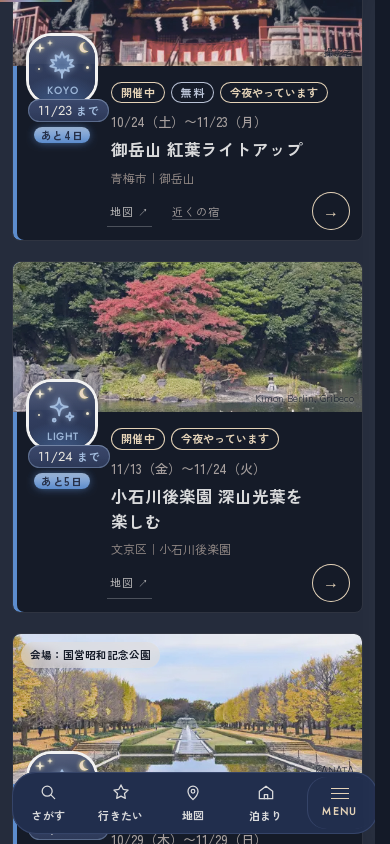 KOYO
11/23 まで
あと4日
開催中
無料
今夜やっています
10/24（土）〜11/23（月）
御岳山 紅葉ライトアップ
青梅市｜御岳山
地図 ↗
近くの宿
→
Kimon Berlin, Gribeco
LIGHT
11/24 まで
あと5日
開催中
今夜やっています
11/13（金）〜11/24（火）
小石川後楽園 深山光葉を
楽しむ
文京区｜小石川後楽園
地図 ↗
→
会場：国営昭和記念公園
さがす
行きたい
地図
泊まり
MENU
10/29（木）〜11/29（日）